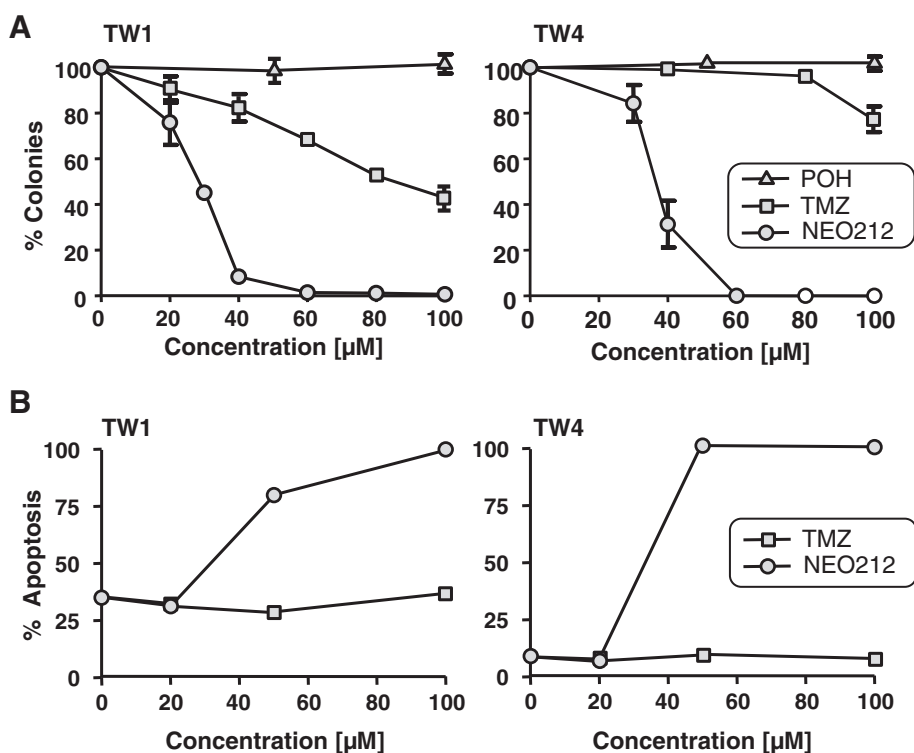 A
TW1
TW4
% Colonies
100
80
60
40
20
0
0 20 40 60 80 100
Concentration [µM]
100
80
60
40
20
0
0 20 40 60 80 100
Concentration [µM]
POH
TMZ
NEO212
B
TW1
TW4
% Apoptosis
100
75
50
25
0
0 20 40 60 80 100
Concentration [µM]
100
75
50
25
0
0 20 40 60 80 100
Concentration [µM]
TMZ
NEO212